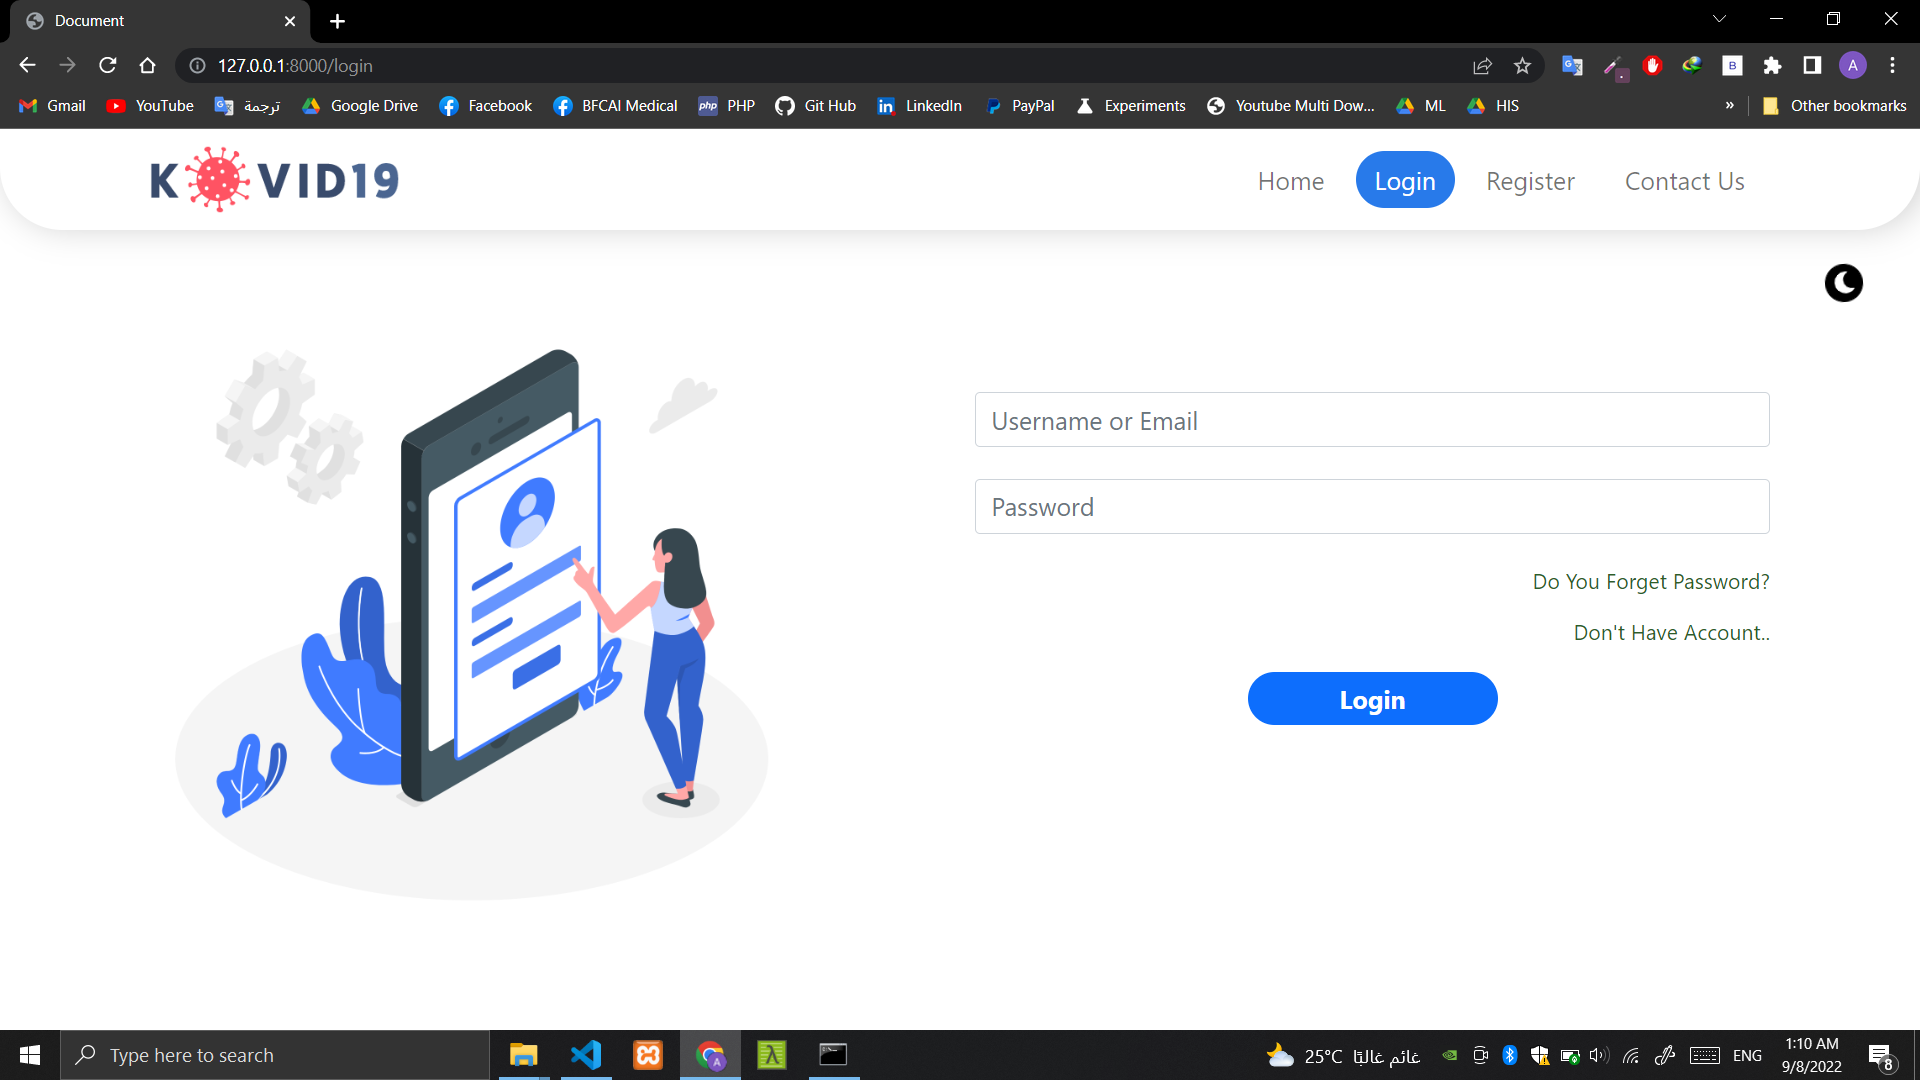 Document
127.0.0.1:8000/login
Gmail
YouTube
ترجمة
Google Drive
Facebook
BFCAI Medical
PHP
Git Hub
LinkedIn
PayPal
Experiments
Youtube Multi Dow...
ML
HIS
»
Other bookmarks
K VID19
Home
Login
Register
Contact Us
Username or Email
Password
Do You Forget Password?
Don't Have Account..
Login
Type here to search
25°C غائم غالبًا
ENG
1:10 AM
9/8/2022
8